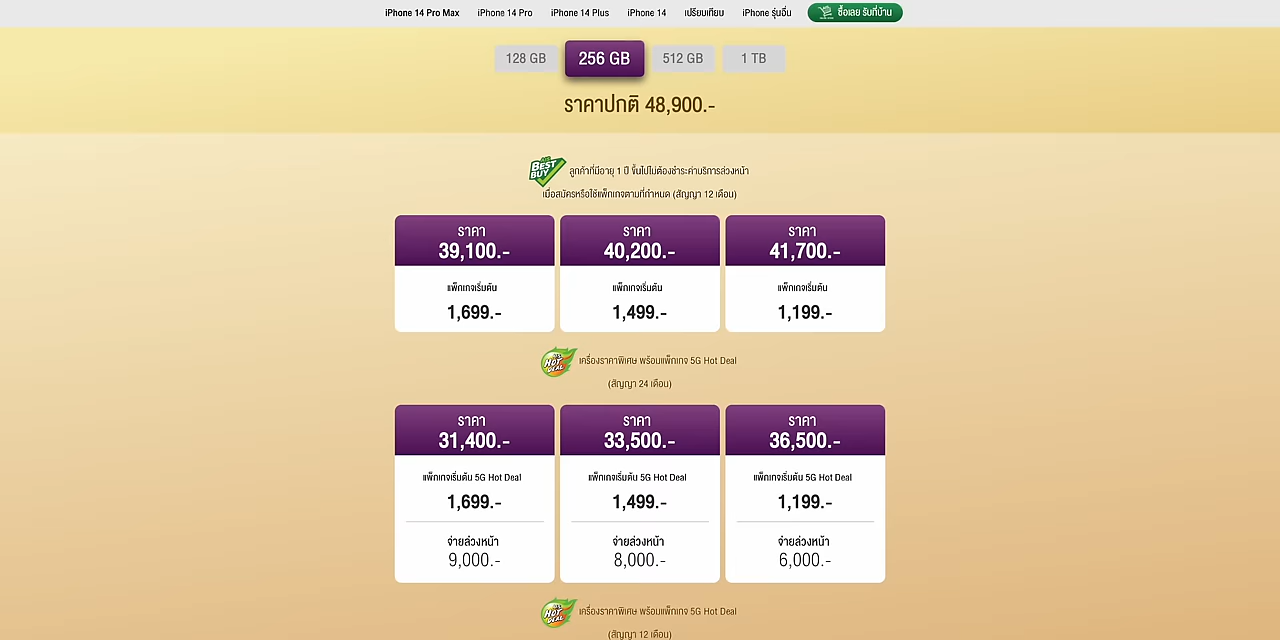 iPhone 14 Pro Max iPhone 14 Pro iPhone 14 Plus iPhone 14 เปรียบเทียบ iPhone รุ่นอื่น ซื้อเลย รับที่บ้าน
128 GB 256 GB 512 GB 1 TB
ราคาปกติ 48,900.-
BEST BUY ลูกค้าที่มีอายุ 1 ปี ขึ้นไปไม่ต้องชำระค่าบริการล่วงหน้า
เมื่อสมัครหรือใช้แพ็กเกจตามที่กำหนด (สัญญา 12 เดือน)
ราคา ราคา ราคา
39,100.- 40,200.- 41,700.-
แพ็กเกจเริ่มต้น แพ็กเกจเริ่มต้น แพ็กเกจเริ่มต้น
1,699.- 1,499.- 1,199.-
HOT DEAL เครื่องราคาพิเศษ พร้อมแพ็กเกจ 5G Hot Deal
(สัญญา 24 เดือน)
ราคา ราคา ราคา
31,400.- 33,500.- 36,500.-
แพ็กเกจเริ่มต้น 5G Hot Deal แพ็กเกจเริ่มต้น 5G Hot Deal แพ็กเกจเริ่มต้น 5G Hot Deal
1,699.- 1,499.- 1,199.-
จ่ายล่วงหน้า จ่ายล่วงหน้า จ่ายล่วงหน้า
9,000.- 8,000.- 6,000.-
HOT DEAL เครื่องราคาพิเศษ พร้อมแพ็กเกจ 5G Hot Deal
(สัญญา 12 เดือน)